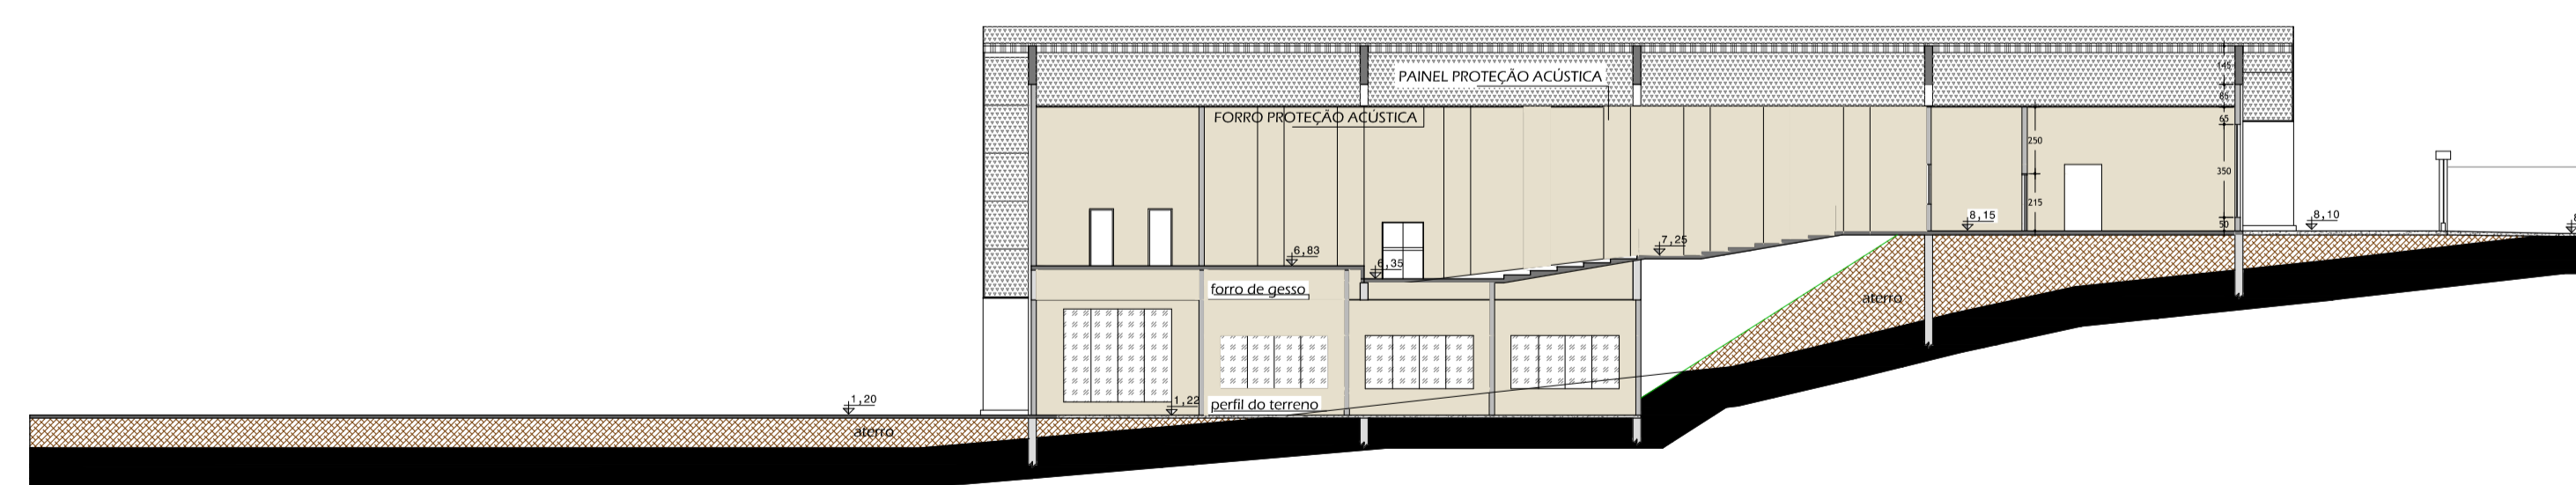 PAINEL PROTEÇÃO ACÚSTICA
FORRO PROTEÇÃO ACÚSTICA
145
85
65
250
350
215
50
8,15
8,10
7,25
6,83
6,35
forro de gesso
aterro
1,20
1,22
perfil do terreno
aterro